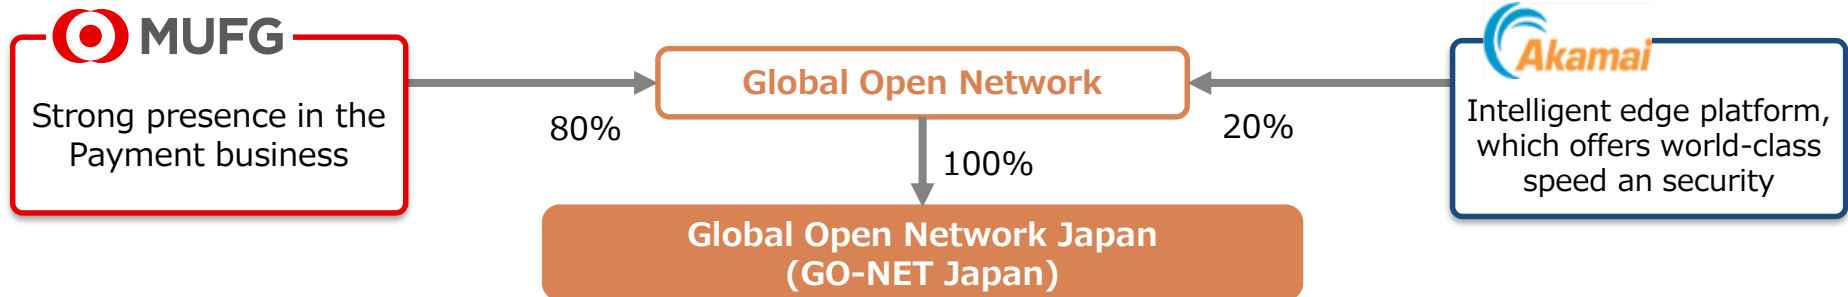 MUFG
Strong presence in the
Payment business
80%
Global Open Network
100%
20%
Akamai
Intelligent edge platform,
which offers world-class
speed an security
Global Open Network Japan
(GO-NET Japan)